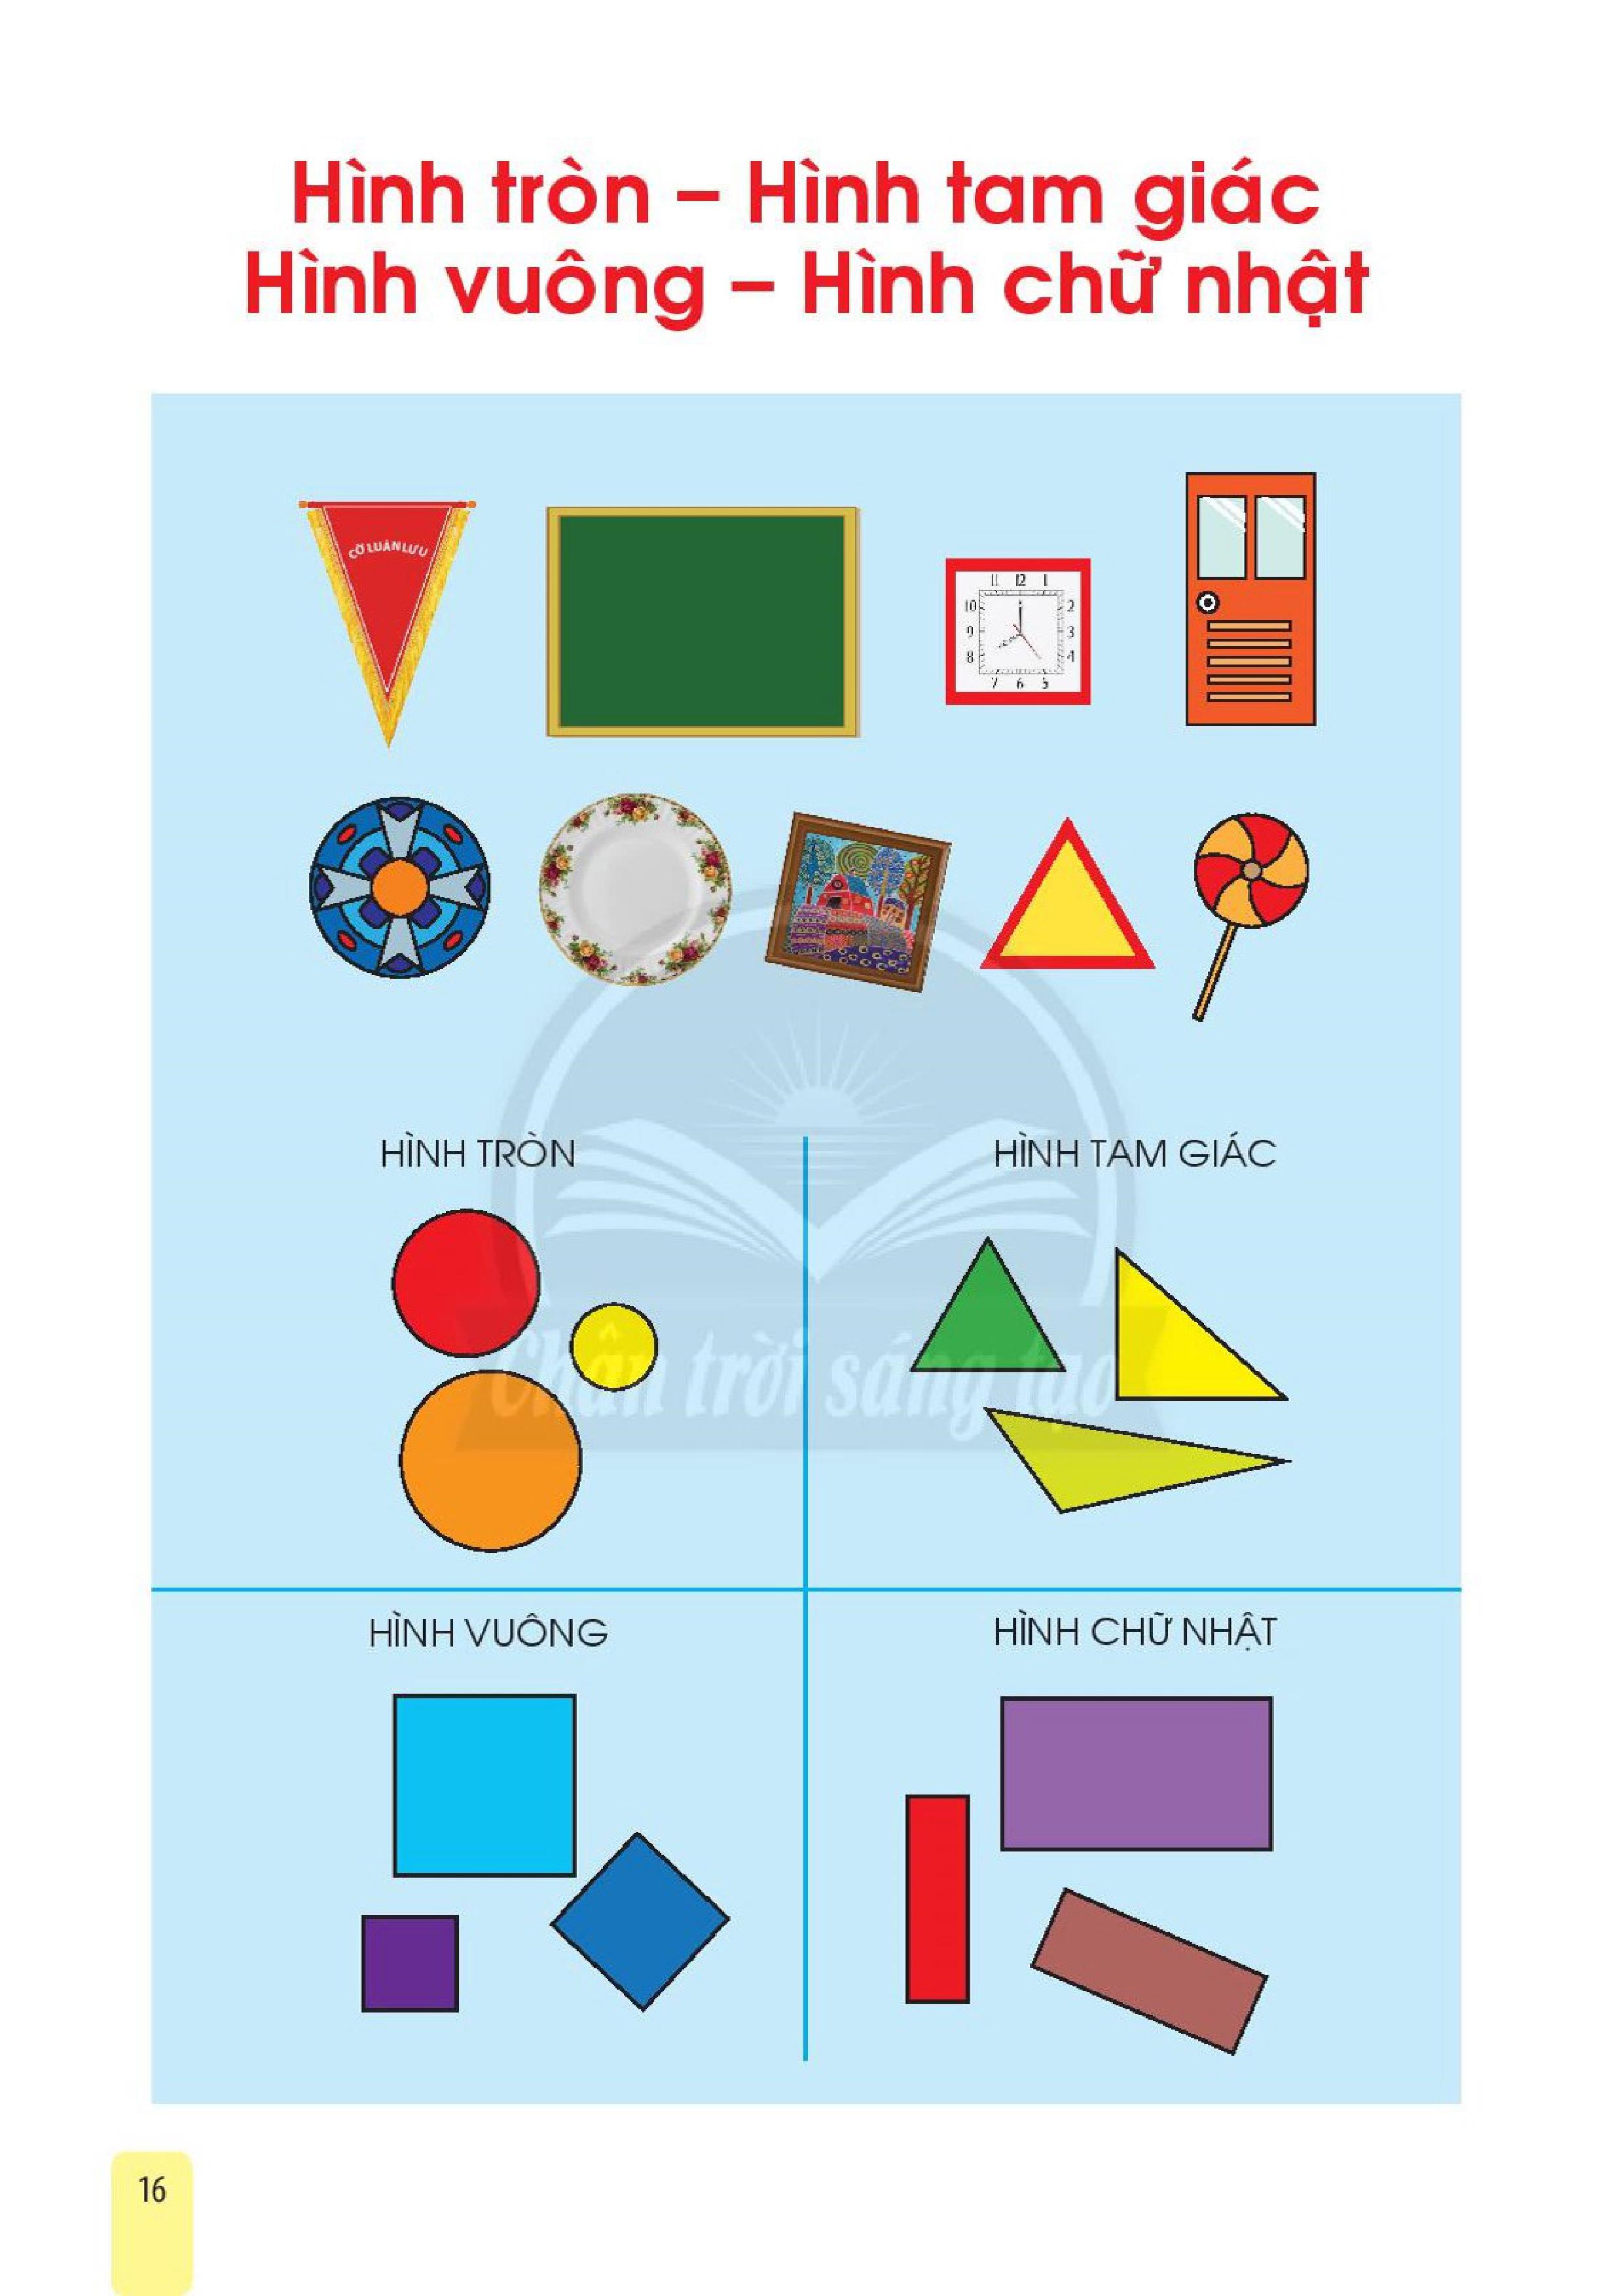 Hình tròn – Hình tam giác
Hình vuông – Hình chữ nhật
CỜ LUÂN LƯU
11 12 1
10 2
9 3
8 4
7 6 5
HÌNH TRÒN
HÌNH TAM GIÁC
Chân trời sáng tạo
HÌNH VUÔNG
HÌNH CHỮ NHẬT
16